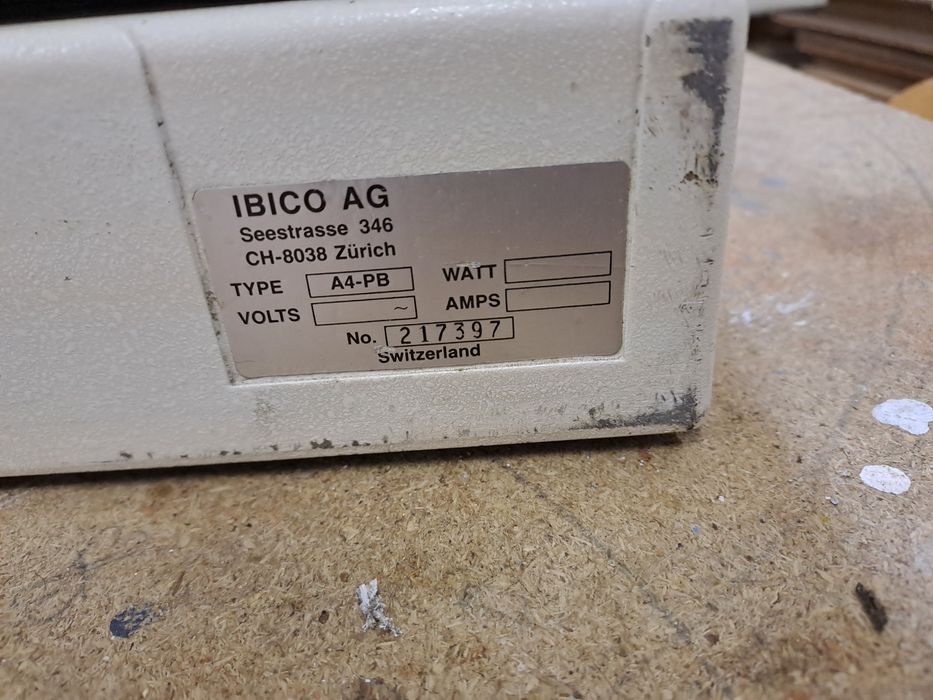 IBICO AG
Seestrasse 346
CH-8038 Zürich
TYPE A4-PB WATT
VOLTS ~ AMPS
No. 217397
Switzerland